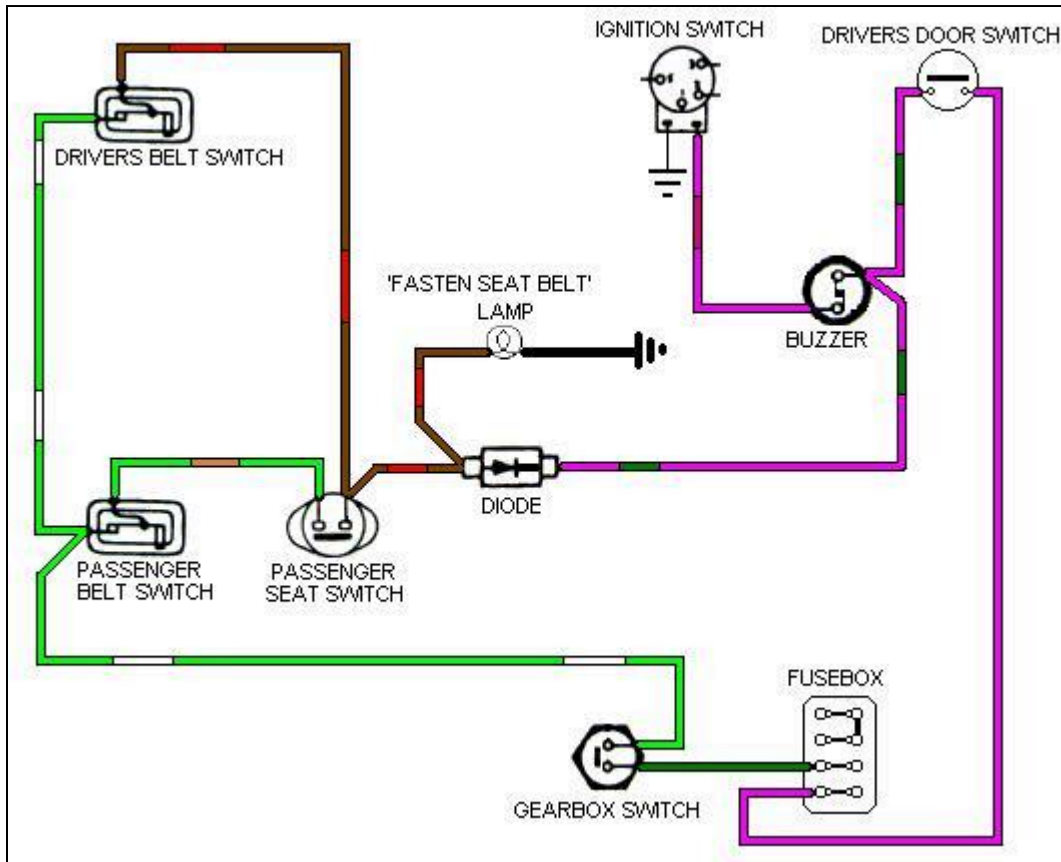 IGNITION SWITCH
DRIVERS DOOR SWITCH
DRIVERS BELT SWITCH
'FASTEN SEAT BELT'
LAMP
BUZZER
DIODE
PASSENGER
BELT SWITCH
PASSENGER
SEAT SWITCH
FUSEBOX
GEARBOX SWITCH